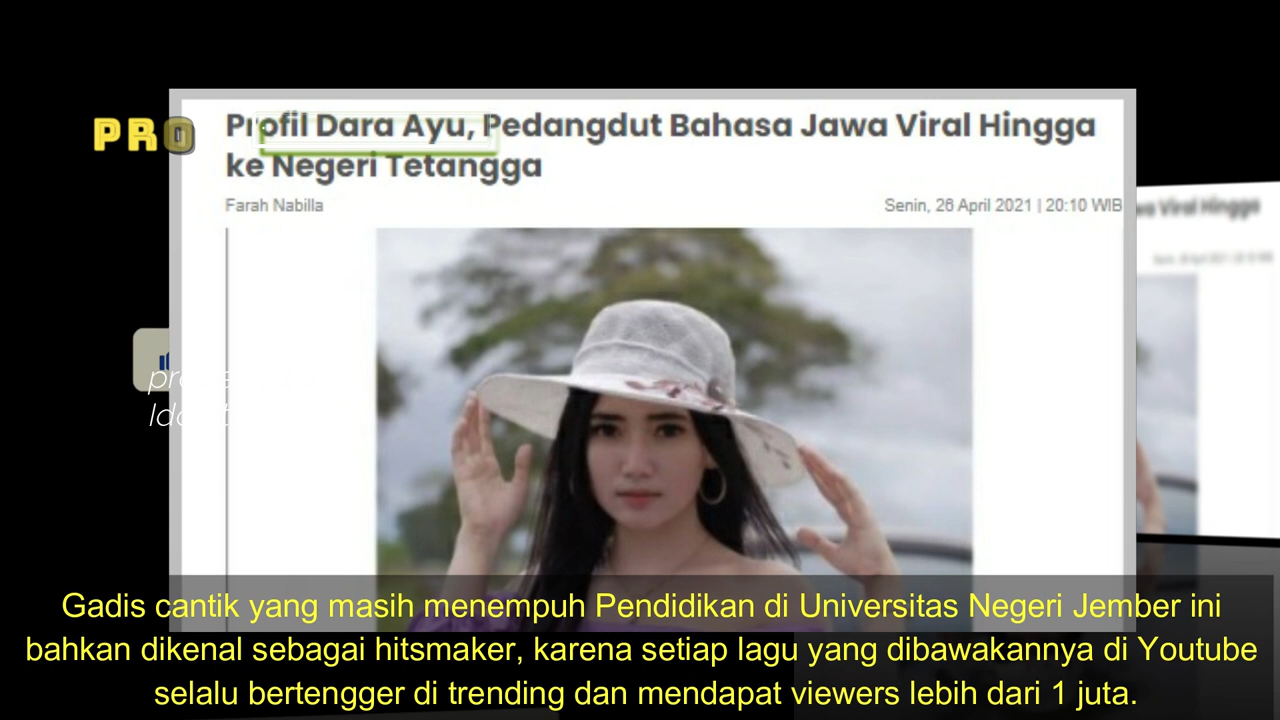 PRO
Profil Dara Ayu, Pedangdut Bahasa Jawa Viral Hingga
ke Negeri Tetangga
Farah Nabilla
Senin, 26 April 2021 | 20:10 WIB
Viral Hingga
Gadis cantik yang masih menempuh Pendidikan di Universitas Negeri Jember ini
bahkan dikenal sebagai hitsmaker, karena setiap lagu yang dibawakannya di Youtube
selalu bertengger di trending dan mendapat viewers lebih dari 1 juta.